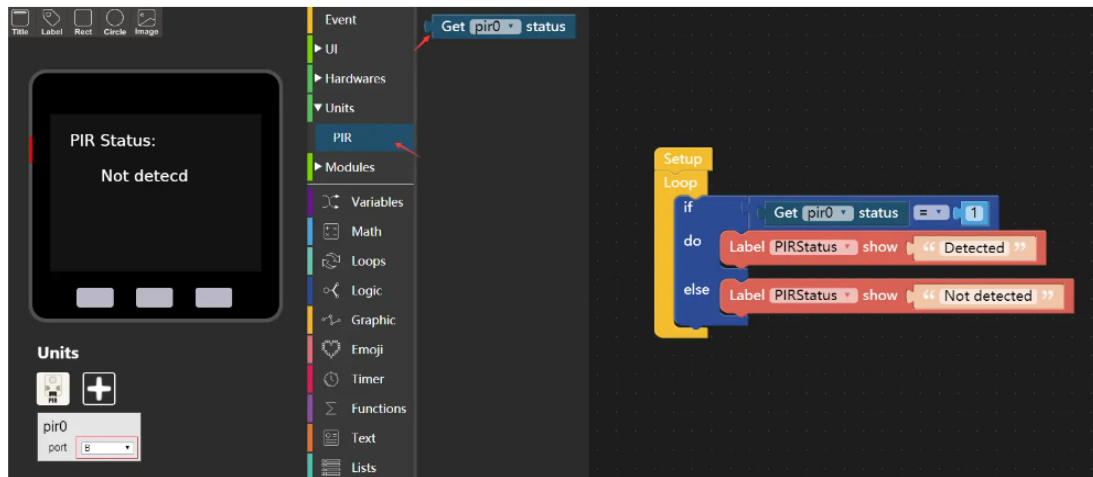 Title Label Rect Circle Image
PIR Status:
Not detecd
Units
PIR
pir0
port B
Event
UI
Hardwares
Units
PIR
Modules
Variables
Math
Loops
Logic
Graphic
Emoji
Timer
Functions
Text
Lists
Get pir0 status
Setup
Loop
if Get pir0 status = 1
do Label PIRStatus show “ Detected ”
else Label PIRStatus show “ Not detected ”